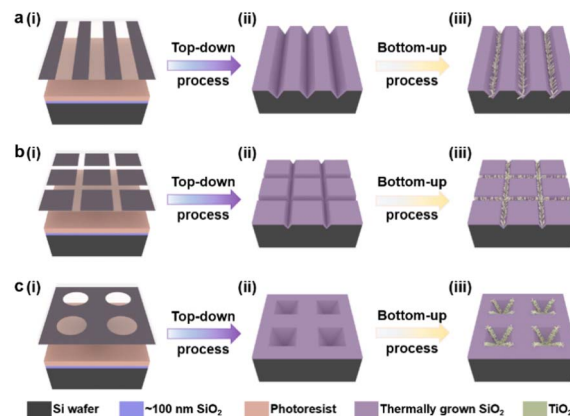 a (i) Top-down process (ii) Bottom-up process (iii)
b (i) Top-down process (ii) Bottom-up process (iii)
c (i) Top-down process (ii) Bottom-up process (iii)
Si wafer ~100 nm SiO₂ Photoresist Thermally grown SiO₂ TiO₂